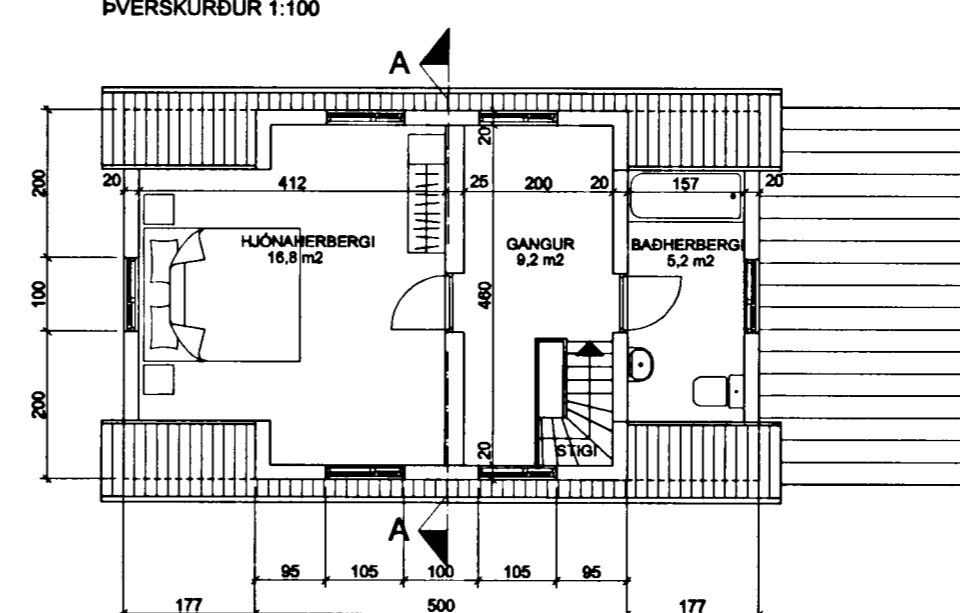 ÞVERSKURÐUR 1:100
A
20
200
20
412
25
200
20
157
20
HJÓNAHERBERGI
16,8 m2
GANGUR
9,2 m2
BAÐHERBERGI
5,2 m2
100
460
200
20
STIGI
A
95
105
100
105
95
177
500
177